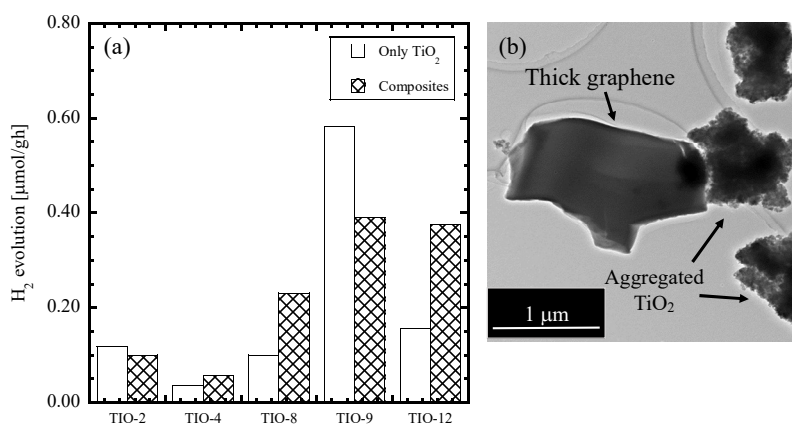 (a)
Only TiO₂
Composites
H₂ evolution [μmol/gh]
0.80
0.60
0.40
0.20
0.00
TIO-2 TIO-4 TIO-8 TIO-9 TIO-12
(b)
Thick graphene
Aggregated
TiO₂
1 μm